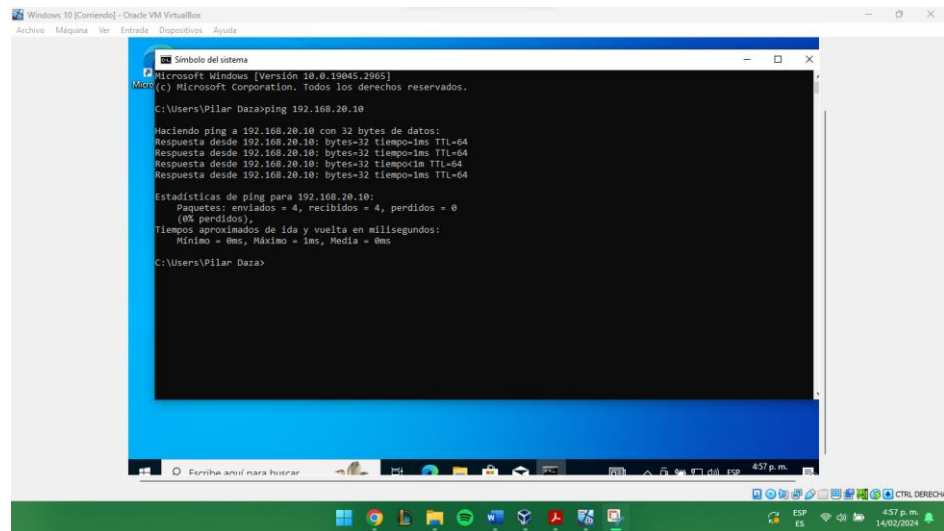 Windows 10 [Corriendo] - Oracle VM VirtualBox
Archivo Máquina Ver Entrada Dispositivos Ayuda
Símbolo del sistema
Microsoft Windows [Versión 10.0.19045.2965]
(c) Microsoft Corporation. Todos los derechos reservados.
C:\Users\Pilar Daza>ping 192.168.20.10
Haciendo ping a 192.168.20.10 con 32 bytes de datos:
Respuesta desde 192.168.20.10: bytes=32 tiempo=1ms TTL=64
Respuesta desde 192.168.20.10: bytes=32 tiempo=1ms TTL=64
Respuesta desde 192.168.20.10: bytes=32 tiempo<1m TTL=64
Respuesta desde 192.168.20.10: bytes=32 tiempo=1ms TTL=64
Estadísticas de ping para 192.168.20.10:
Paquetes: enviados = 4, recibidos = 4, perdidos = 0
(0% perdidos),
Tiempos aproximados de ida y vuelta en milisegundos:
Mínimo = 0ms, Máximo = 1ms, Media = 0ms
C:\Users\Pilar Daza>
Escribe aquí para buscar
ESP
4:57 p. m.
CTRL DERECHA
ESP
ES
4:57 p. m.
14/02/2024